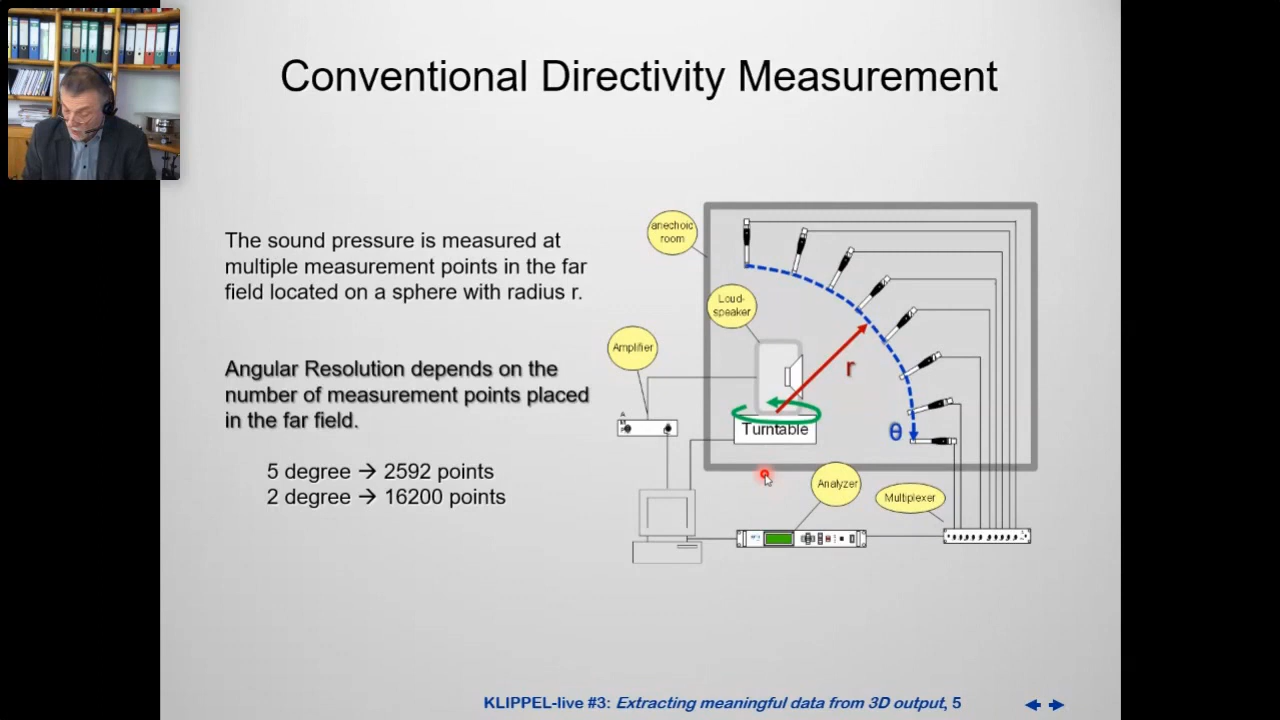 Conventional Directivity Measurement
The sound pressure is measured at
multiple measurement points in the far
field located on a sphere with radius r.
Angular Resolution depends on the
number of measurement points placed
in the far field.
5 degree → 2592 points
2 degree → 16200 points
anechoic
room
Loud-
speaker
Amplifier
r
θ
Turntable
Analyzer
Multiplexer
KLIPPEL-live #3: Extracting meaningful data from 3D output, 5